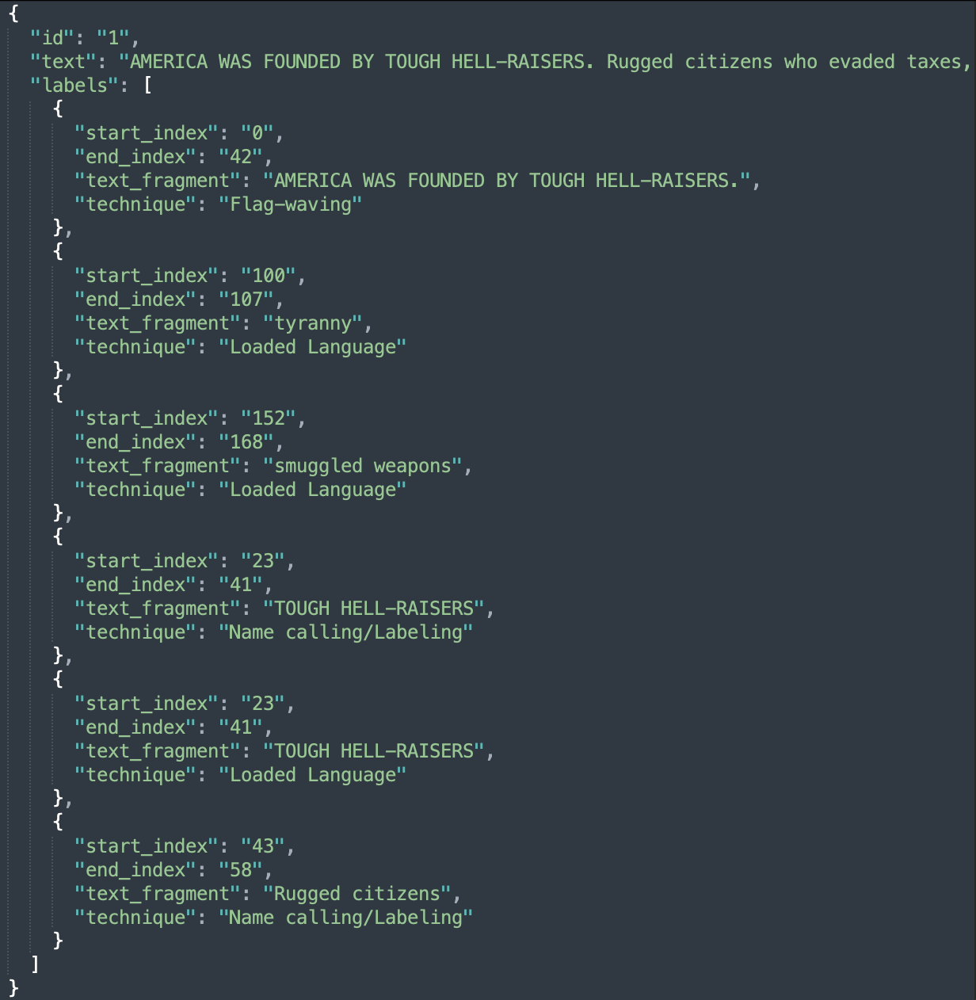 {
"id": "1",
"text": "AMERICA WAS FOUNDED BY TOUGH HELL-RAISERS. Rugged citizens who evaded taxes,
"labels": [
{
"start_index": "0",
"end_index": "42",
"text_fragment": "AMERICA WAS FOUNDED BY TOUGH HELL-RAISERS.",
"technique": "Flag-waving"
},
{
"start_index": "100",
"end_index": "107",
"text_fragment": "tyranny",
"technique": "Loaded Language"
},
{
"start_index": "152",
"end_index": "168",
"text_fragment": "smuggled weapons",
"technique": "Loaded Language"
},
{
"start_index": "23",
"end_index": "41",
"text_fragment": "TOUGH HELL-RAISERS",
"technique": "Name calling/Labeling"
},
{
"start_index": "23",
"end_index": "41",
"text_fragment": "TOUGH HELL-RAISERS",
"technique": "Loaded Language"
},
{
"start_index": "43",
"end_index": "58",
"text_fragment": "Rugged citizens",
"technique": "Name calling/Labeling"
}
]
}